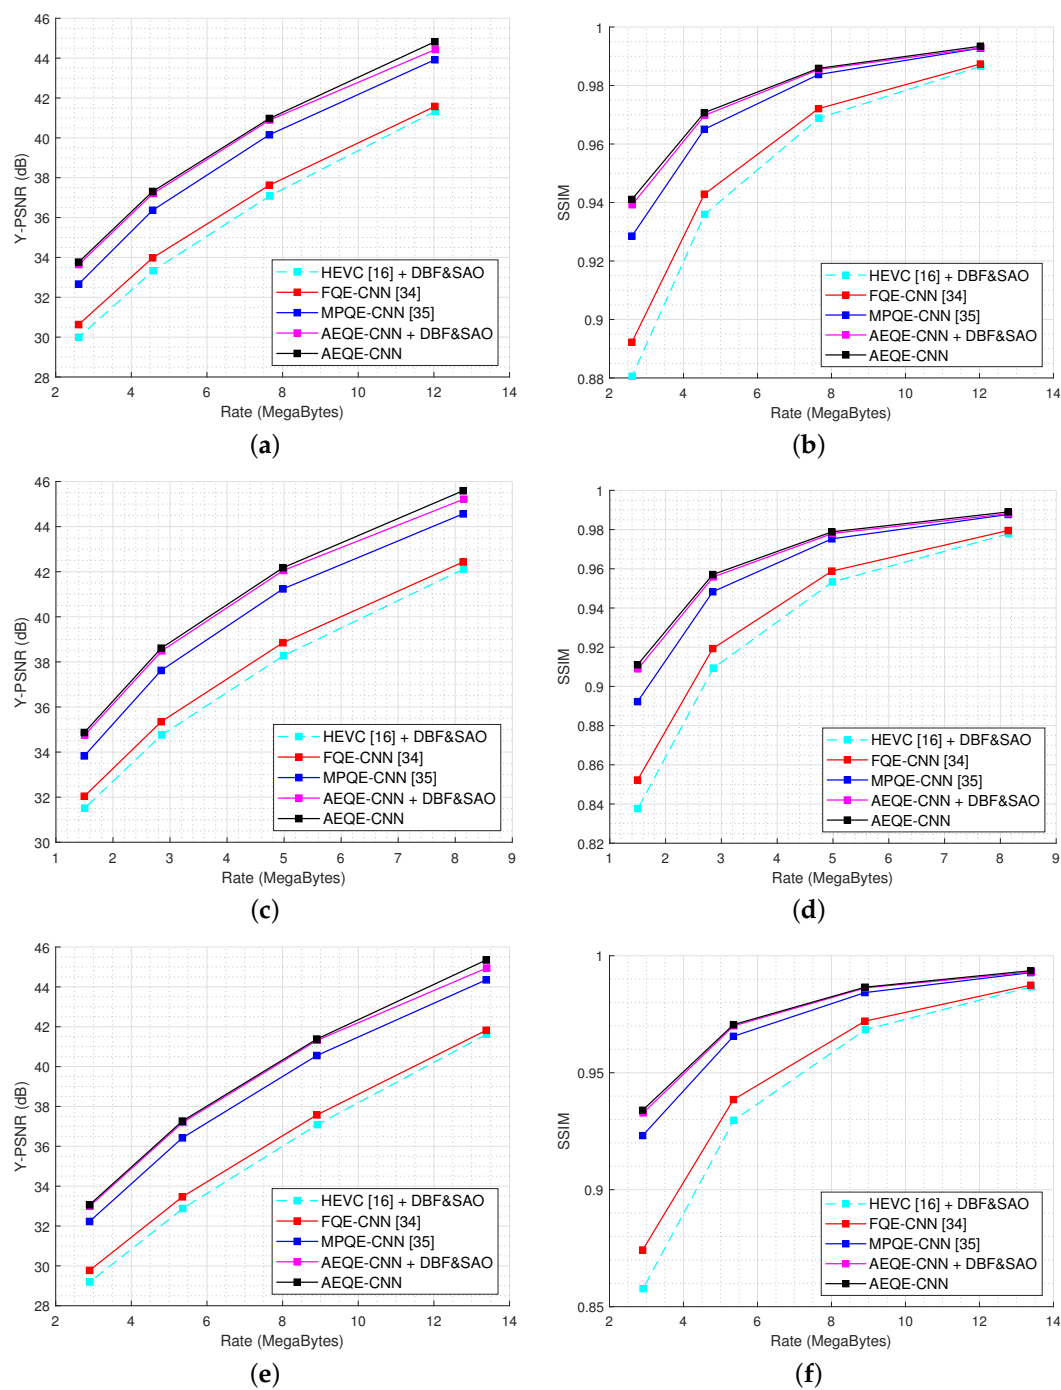 46
44
42
40
38
36
34
32
30
28
2
4
6
8
10
12
14
Y-PSNR (dB)
Rate (MegaBytes)
HEVC [16] + DBF&SAO
FQE-CNN [34]
MPQE-CNN [35]
AEQE-CNN + DBF&SAO
AEQE-CNN
(a)
1
0.98
0.96
0.94
0.92
0.9
0.88
2
4
6
8
10
12
14
SSIM
Rate (MegaBytes)
HEVC [16] + DBF&SAO
FQE-CNN [34]
MPQE-CNN [35]
AEQE-CNN + DBF&SAO
AEQE-CNN
(b)
46
44
42
40
38
36
34
32
30
1
2
3
4
5
6
7
8
9
Y-PSNR (dB)
Rate (MegaBytes)
HEVC [16] + DBF&SAO
FQE-CNN [34]
MPQE-CNN [35]
AEQE-CNN + DBF&SAO
AEQE-CNN
(c)
1
0.98
0.96
0.94
0.92
0.9
0.88
0.86
0.84
0.82
1
2
3
4
5
6
7
8
9
SSIM
Rate (MegaBytes)
HEVC [16] + DBF&SAO
FQE-CNN [34]
MPQE-CNN [35]
AEQE-CNN + DBF&SAO
AEQE-CNN
(d)
46
44
42
40
38
36
34
32
30
28
2
4
6
8
10
12
14
Y-PSNR (dB)
Rate (MegaBytes)
HEVC [16] + DBF&SAO
FQE-CNN [34]
MPQE-CNN [35]
AEQE-CNN + DBF&SAO
AEQE-CNN
(e)
1
0.95
0.9
0.85
2
4
6
8
10
12
14
SSIM
Rate (MegaBytes)
HEVC [16] + DBF&SAO
FQE-CNN [34]
MPQE-CNN [35]
AEQE-CNN + DBF&SAO
AEQE-CNN
(f)